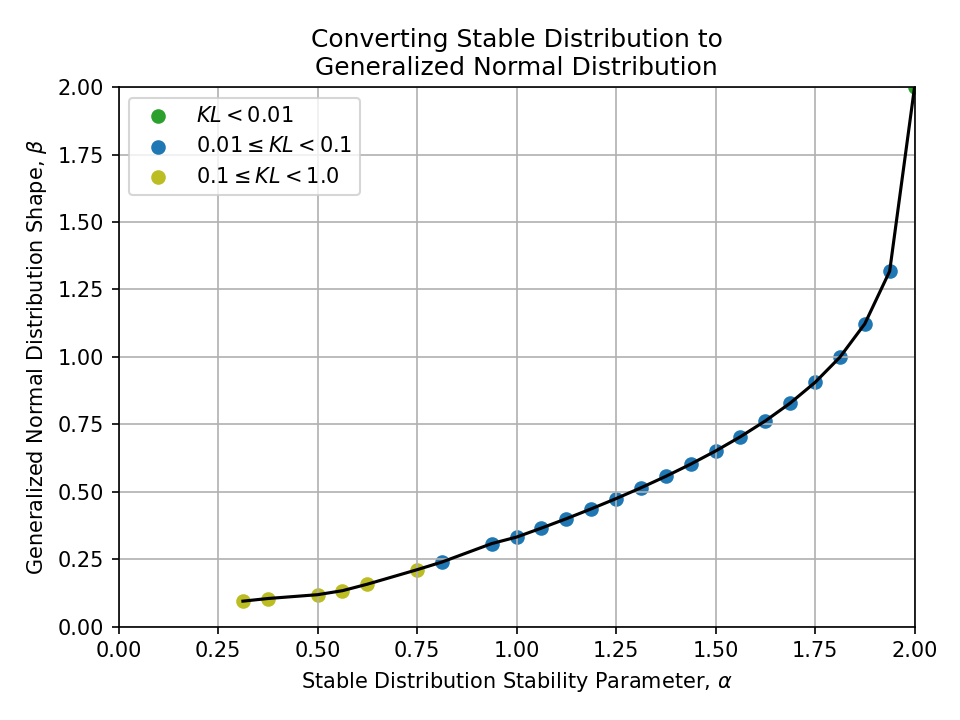 Converting Stable Distribution to
Generalized Normal Distribution
KL < 0.01
0.01 ≤ KL < 0.1
0.1 ≤ KL < 1.0
Generalized Normal Distribution Shape, β
2.00
1.75
1.50
1.25
1.00
0.75
0.50
0.25
0.00
0.00 0.25 0.50 0.75 1.00 1.25 1.50 1.75 2.00
Stable Distribution Stability Parameter, α